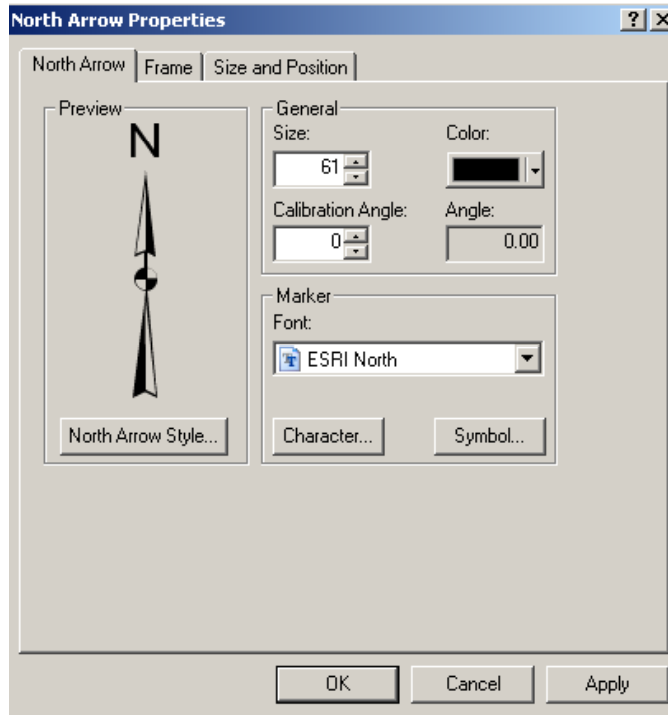 North Arrow Properties
North Arrow Frame Size and Position
Preview
N
North Arrow Style...
General
Size: Color:
61
Calibration Angle: Angle:
0 0.00
Marker
Font:
ESRI North
Character... Symbol...
OK Cancel Apply